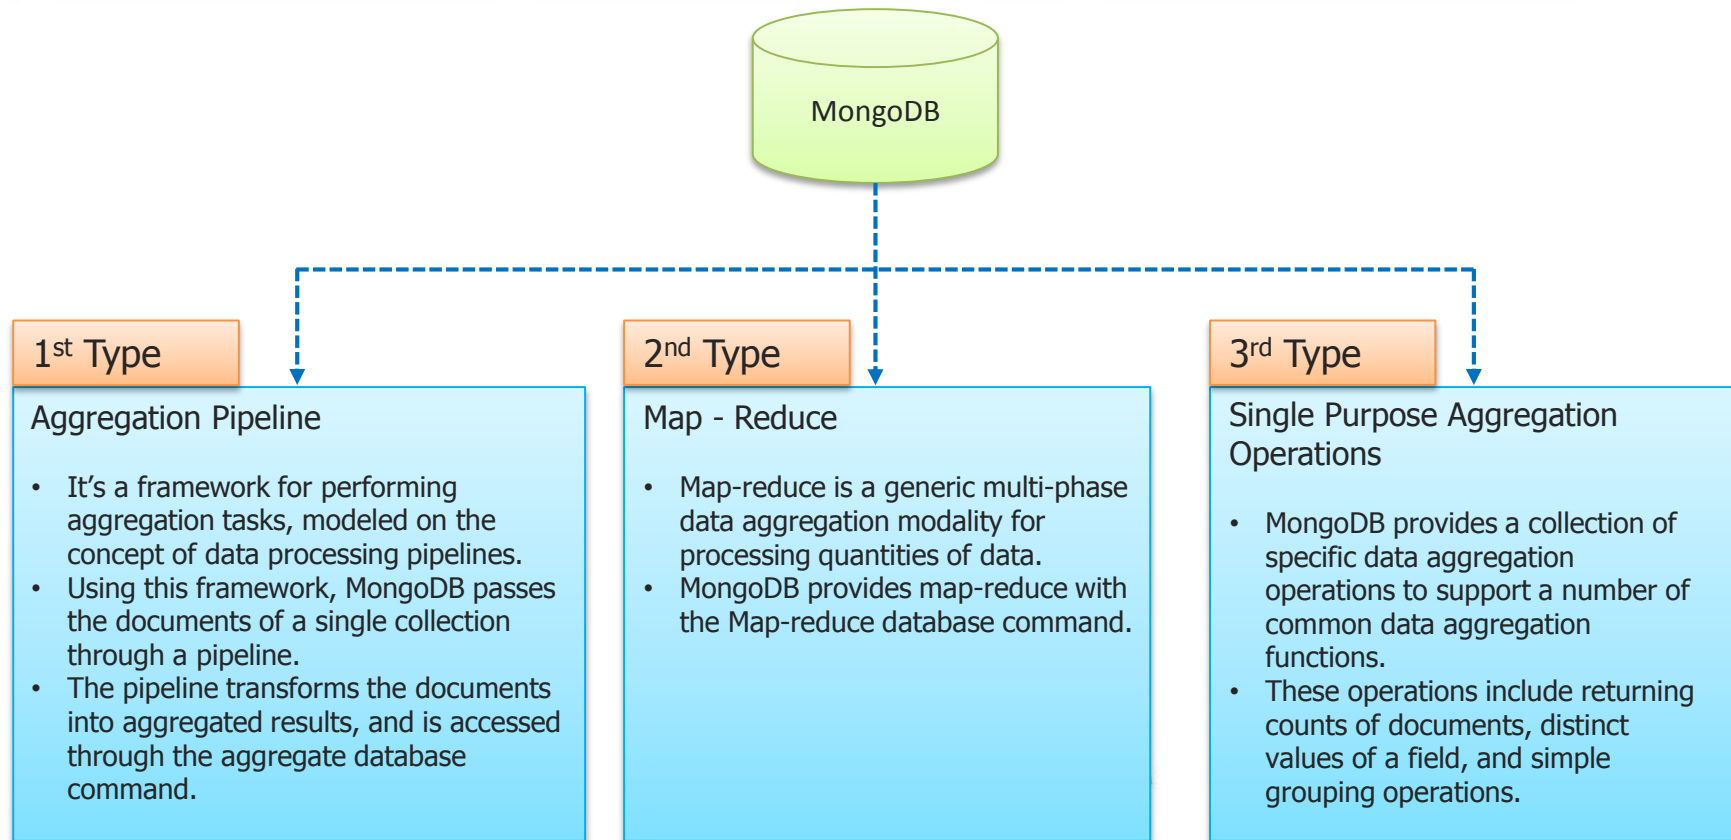 MongoDB
1st Type
Aggregation Pipeline
• It's a framework for performing
aggregation tasks, modeled on the
concept of data processing pipelines.
• Using this framework, MongoDB passes
the documents of a single collection
through a pipeline.
• The pipeline transforms the documents
into aggregated results, and is accessed
through the aggregate database
command.
2nd Type
Map - Reduce
• Map-reduce is a generic multi-phase
data aggregation modality for
processing quantities of data.
• MongoDB provides map-reduce with
the Map-reduce database command.
3rd Type
Single Purpose Aggregation
Operations
• MongoDB provides a collection of
specific data aggregation
operations to support a number of
common data aggregation
functions.
• These operations include returning
counts of documents, distinct
values of a field, and simple
grouping operations.